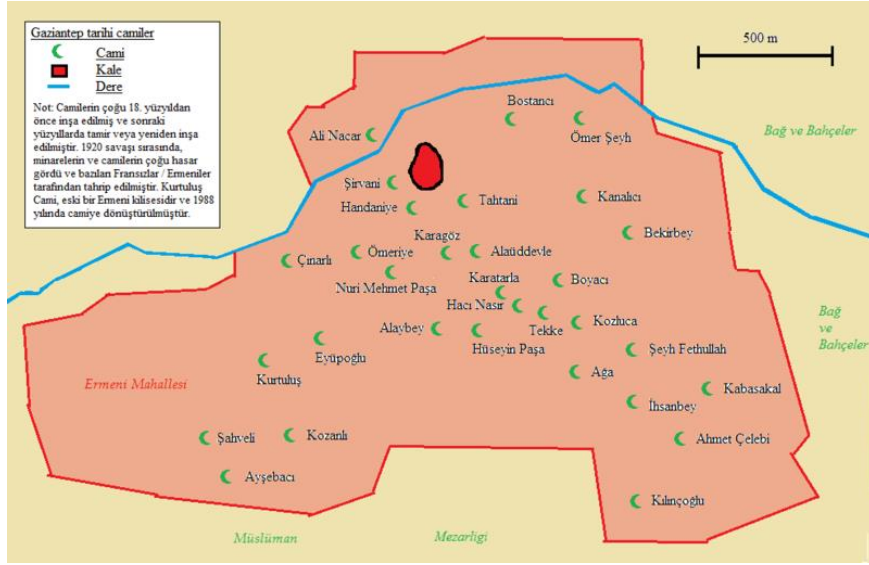 Gaziantep tarihi camiler
Cami
Kale
Dere
Not: Camilerin çoğu 18. yüzyıldan
önce inşa edilmiş ve sonraki
yüzyıllarda tamir veya yeniden inşa
edilmiştir. 1920 savaşı sırasında,
minarelerin ve camilerin çoğu hasar
gördü ve bazıları Fransızlar / Ermeniler
tarafından tahrip edilmiştir. Kurtuluş
Cami, eski bir Ermeni kilisesidir ve 1988
yılında camiye dönüştürülmüştür.
500 m
Bostancı
Ömer Şeyh
Ali Nacar
Bağ ve Bahçeler
Şirvani
Handaniye
Tahtani
Kanalıcı
Bekirbey
Karagöz
Çınarlı
Ömeriye
Alaüddevle
Nuri Mehmet Paşa
Karatarla
Boyacı
Hacı Nasır
Bağ
ve
Bahçeler
Alaybey
Hüseyin Paşa
Tekke
Kozluca
Eyüpoğlu
Şeyh Fethullah
Kurtuluş
Ağa
Ermeni Mahallesi
Kabasakal
İhsanbey
Şahveli
Kozanlı
Ahmet Çelebi
Ayşebacı
Kılınçoğlu
Müslüman
Mezarligi